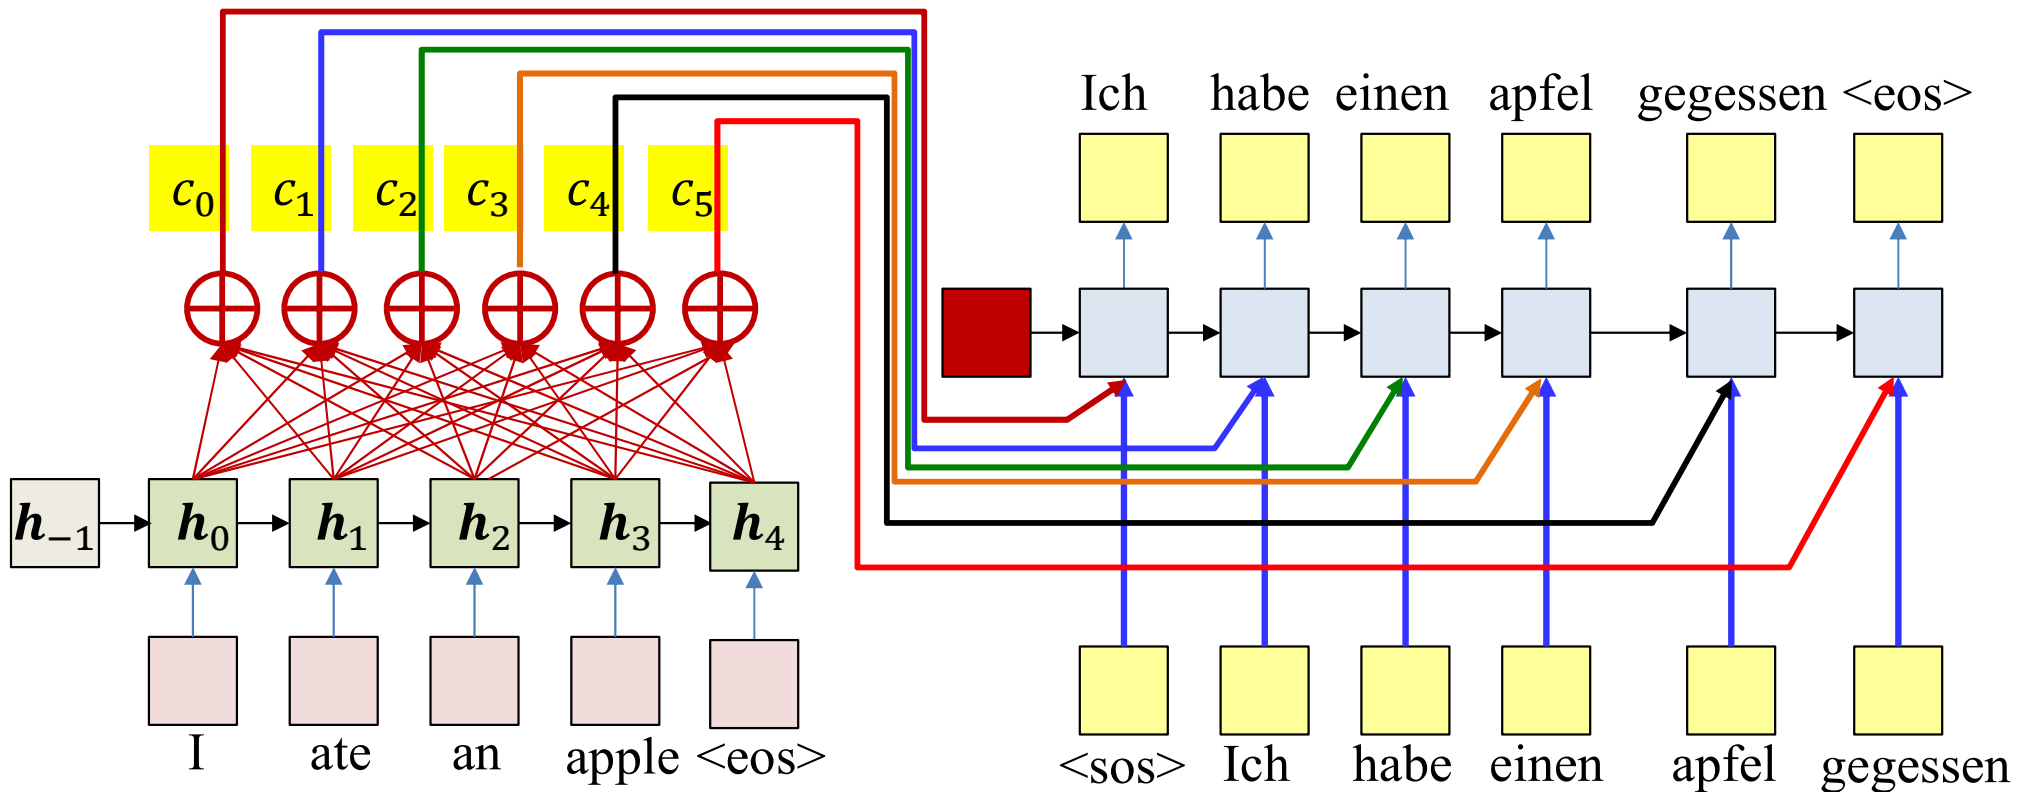 Ich habe einen apfel gegessen <eos>
c₀ c₁ c₂ c₃ c₄ c₅
h₋₁ h₀ h₁ h₂ h₃ h₄
I ate an apple <eos>
<sos> Ich habe einen apfel gegessen